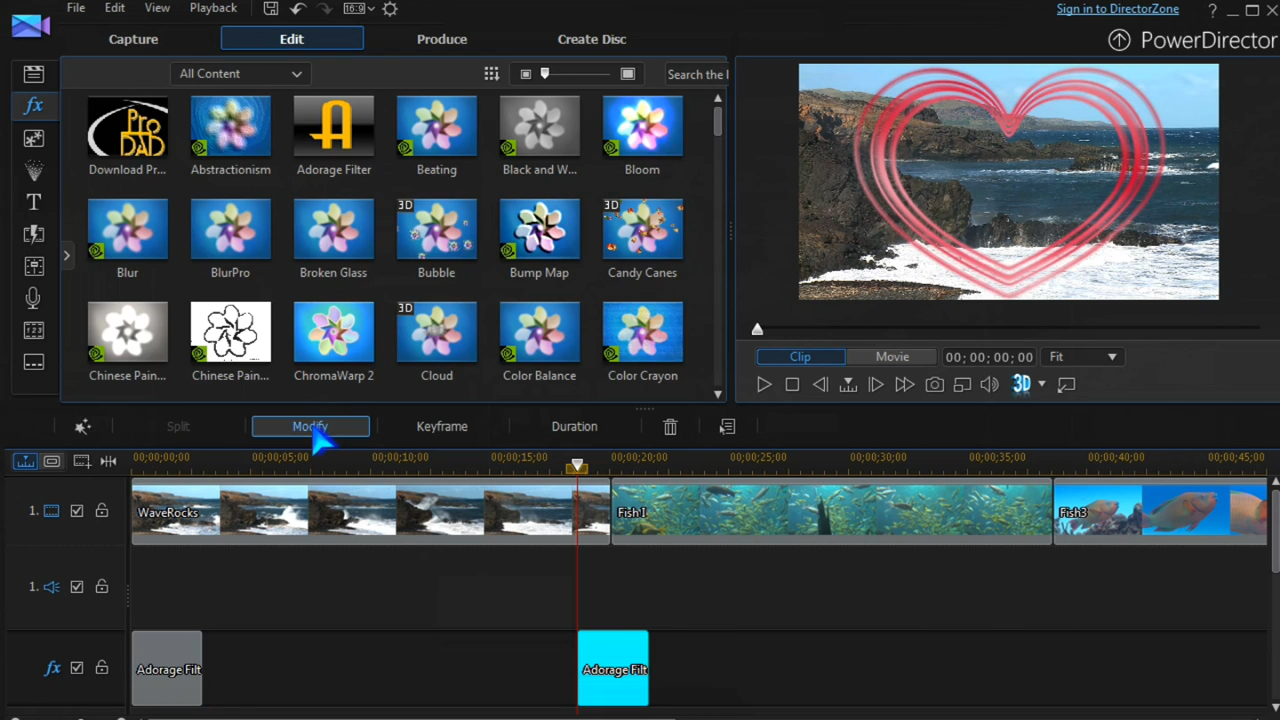 File Edit View Playback 16:9 Sign in to DirectorZone ?
Capture Edit Produce Create Disc PowerDirector
All Content Search the l
Pro DAD
Download Pr... Abstractionism Adorage Filter Beating Black and W... Bloom
3D 3D
Blur BlurPro Broken Glass Bubble Bump Map Candy Canes
3D
Chinese Pain... Chinese Pain... ChromaWarp 2 Cloud Color Balance Color Crayon
fx
T
123
Clip Movie 00; 00; 00; 00 Fit
3D
Split Modify Keyframe Duration
00;00;00;00 00;00;05;00 00;00;10;00 00;00;15;00 00;00;20;00 00;00;25;00 00;00;30;00 00;00;35;00 00;00;40;00 00;00;45;00
1. WaveRocks Fish1 Fish3
1.
fx Adorage Filt Adorage Filt